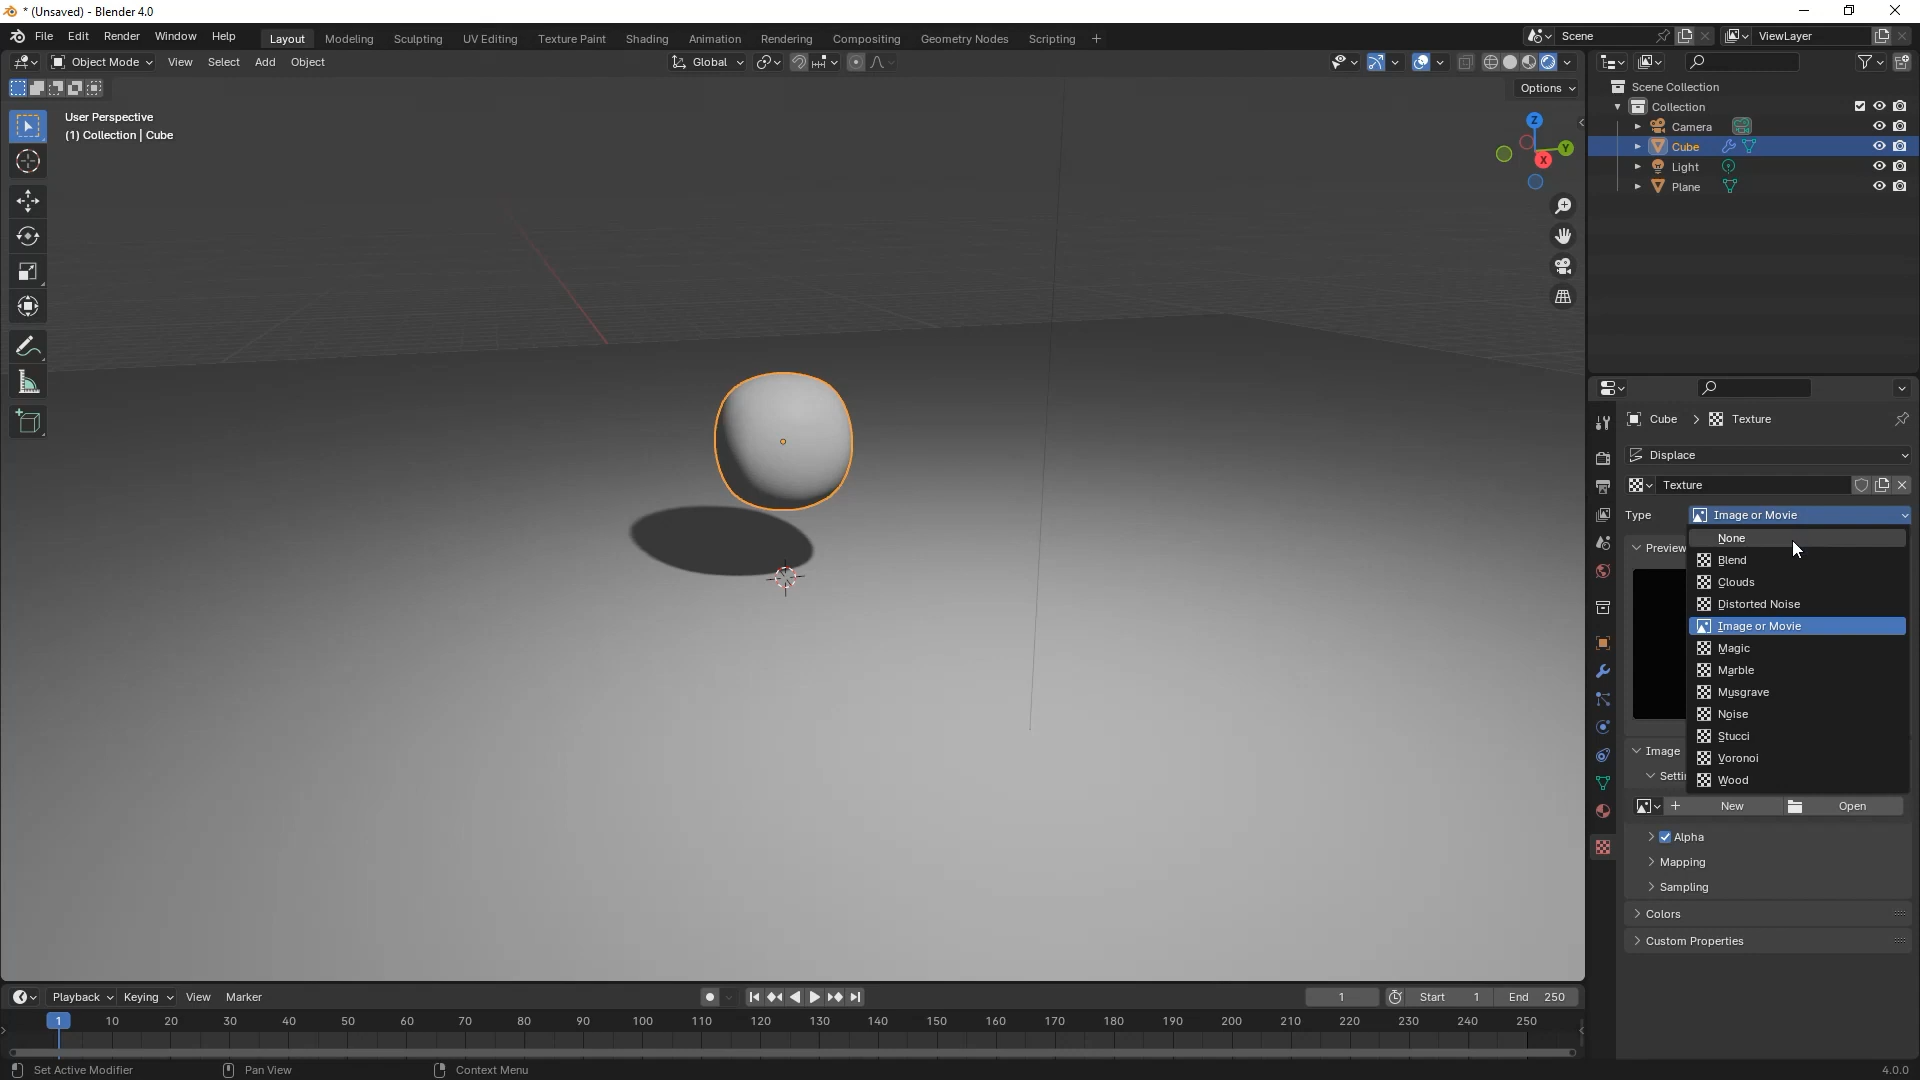 * (Unsaved) - Blender 4.0
File Edit Render Window Help
Layout Modeling Sculpting UV Editing Texture Paint Shading Animation Rendering Compositing Geometry Nodes Scripting +
Scene
ViewLayer
Object Mode View Select Add Object
Global
Options
User Perspective
(1) Collection | Cube
Z
Y
X
Scene Collection
Collection
Camera
Cube
Light
Plane
Cube > Texture
Displace
Texture
Type Image or Movie
None
Preview
Blend
Clouds
Distorted Noise
Image or Movie
Magic
Marble
Musgrave
Noise
Stucci
Image
Voronoi
Setti
Wood
New Open
Alpha
Mapping
Sampling
Colors
Custom Properties
Playback Keying View Marker
1
Start 1
End 250
1 10 20 30 40 50 60 70 80 90 100 110 120 130 140 150 160 170 180 190 200 210 220 230 240 250
Set Active Modifier
Pan View
Context Menu
4.0.0